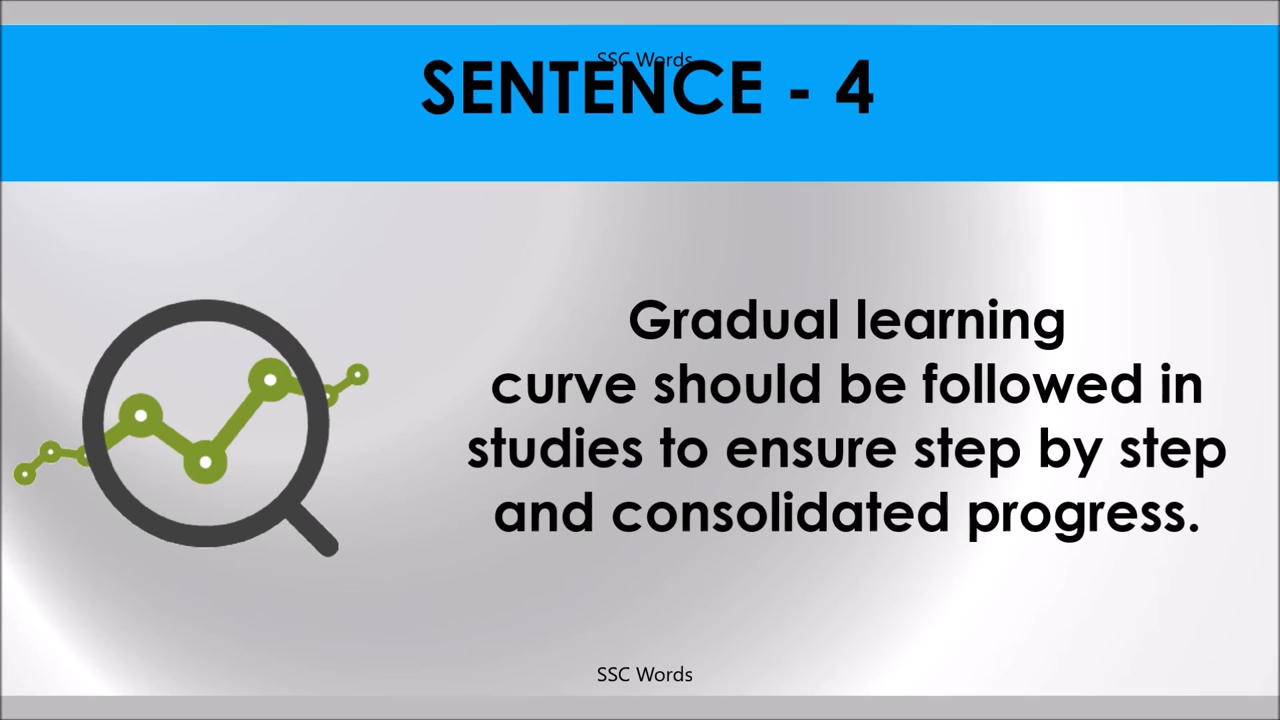 SSC Words
SENTENCE - 4
Gradual learning
curve should be followed in
studies to ensure step by step
and consolidated progress.
SSC Words